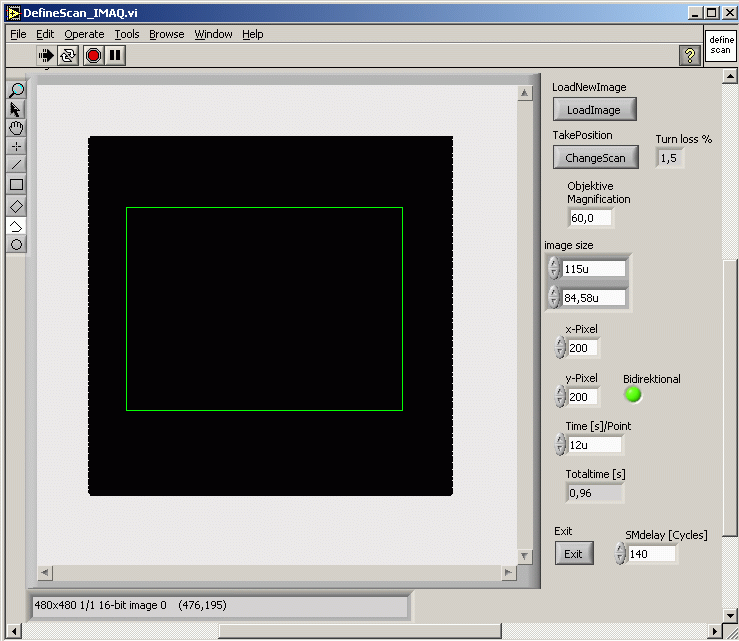 DefineScan_IMAQ.vi
File Edit Operate Tools Browse Window Help
define
scan
LoadNewImage
LoadImage
TakePosition
ChangeScan
Turn loss %
1,5
Objektive
Magnification
60,0
image size
115u
84,58u
x-Pixel
200
y-Pixel
200
Bidirektional
Time [s]/Point
12u
Totaltime [s]
0,96
Exit
Exit
SMdelay [Cycles]
140
480x480 1/1 16-bit image 0 (476,195)